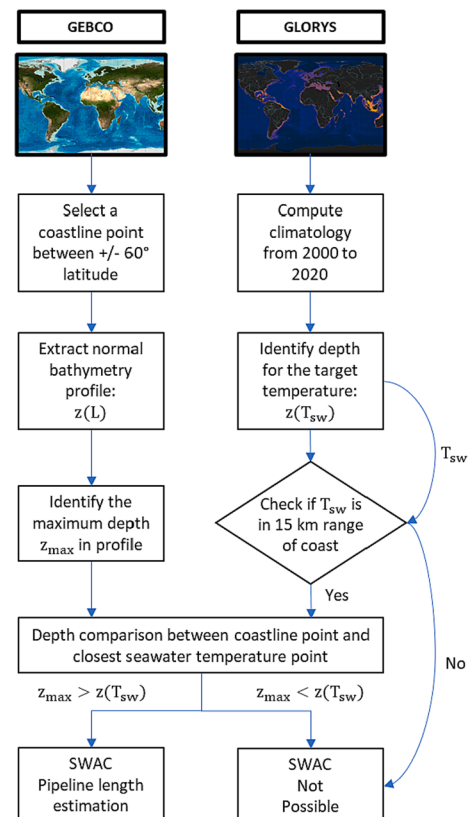 GEBCO
GLORYS
Select a
coastline point
between +/- 60°
latitude
Compute
climatology
from 2000 to
2020
Extract normal
bathymetry
profile:
z(L)
Identify depth
for the target
temperature:
z(Tsw)
Tsw
Identify the
maximum depth
zmax in profile
Check if Tsw is
in 15 km range
of coast
Yes
No
Depth comparison between coastline point and
closest seawater temperature point
zmax > z(Tsw)
zmax < z(Tsw)
SWAC
Pipeline length
estimation
SWAC
Not
Possible